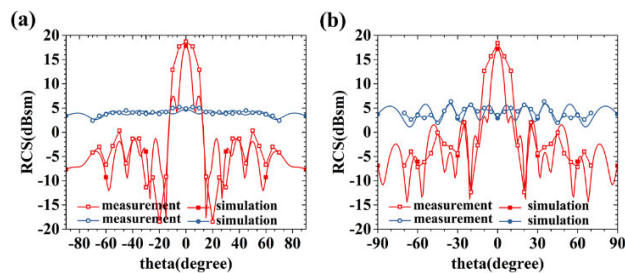 (a)
20
15
10
5
0
-5
-10
-15
-20
RCS(dBsm)
measurement simulation
measurement simulation
-80 -60 -40 -20 0 20 40 60 80
theta(degree)
(b)
20
15
10
5
0
-5
-10
-15
-20
RCS(dBsm)
measurement simulation
measurement simulation
-90 -60 -30 0 30 60 90
theta(degree)